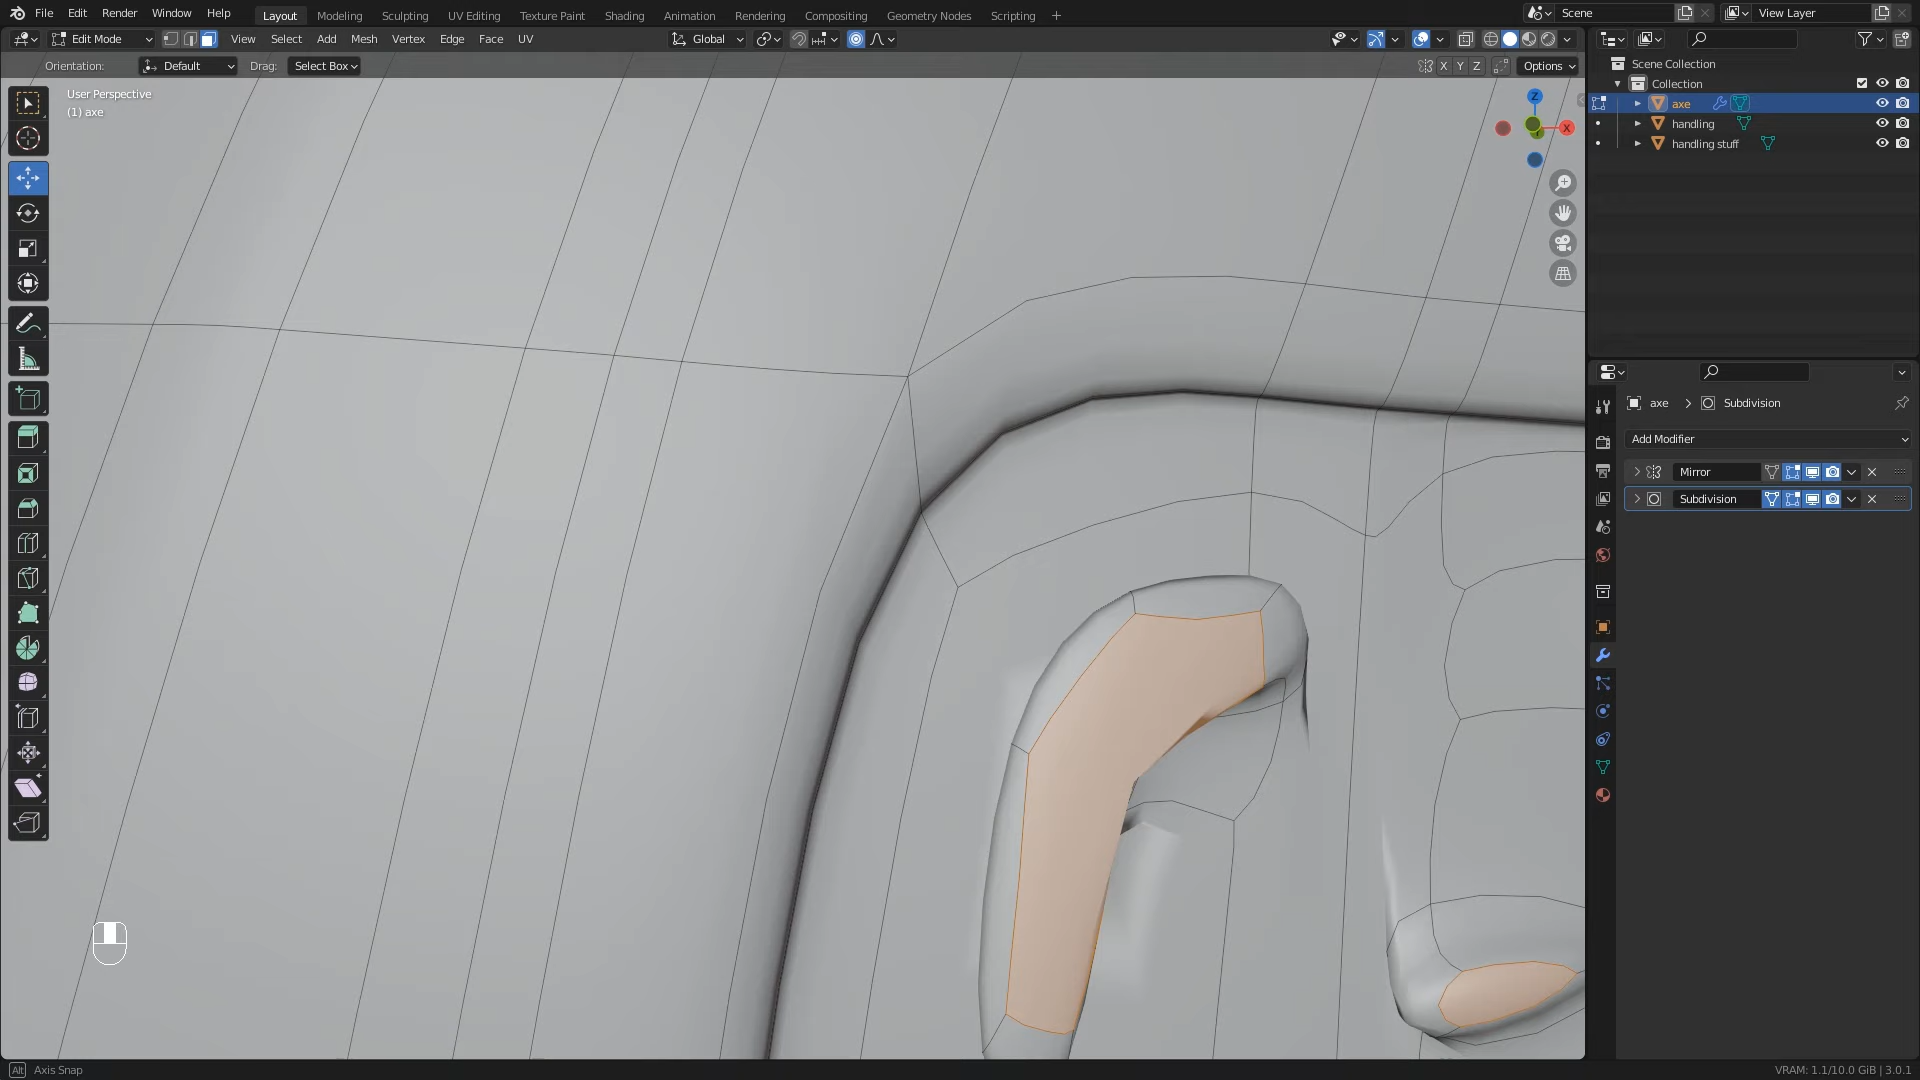 File Edit Render Window Help Layout Modeling Sculpting UV Editing Texture Paint Shading Animation Rendering Compositing Geometry Nodes Scripting + Scene View Layer
Edit Mode View Select Add Mesh Vertex Edge Face UV Global
Orientation: Default Drag: Select Box X Y Z Options
Scene Collection
Collection
axe
handling
handling stuff
User Perspective
(1) axe
Z
X
Y
axe > Subdivision
Add Modifier
Mirror
Subdivision
Alt Axis Snap VRAM: 1.1/10.0 GiB | 3.0.1